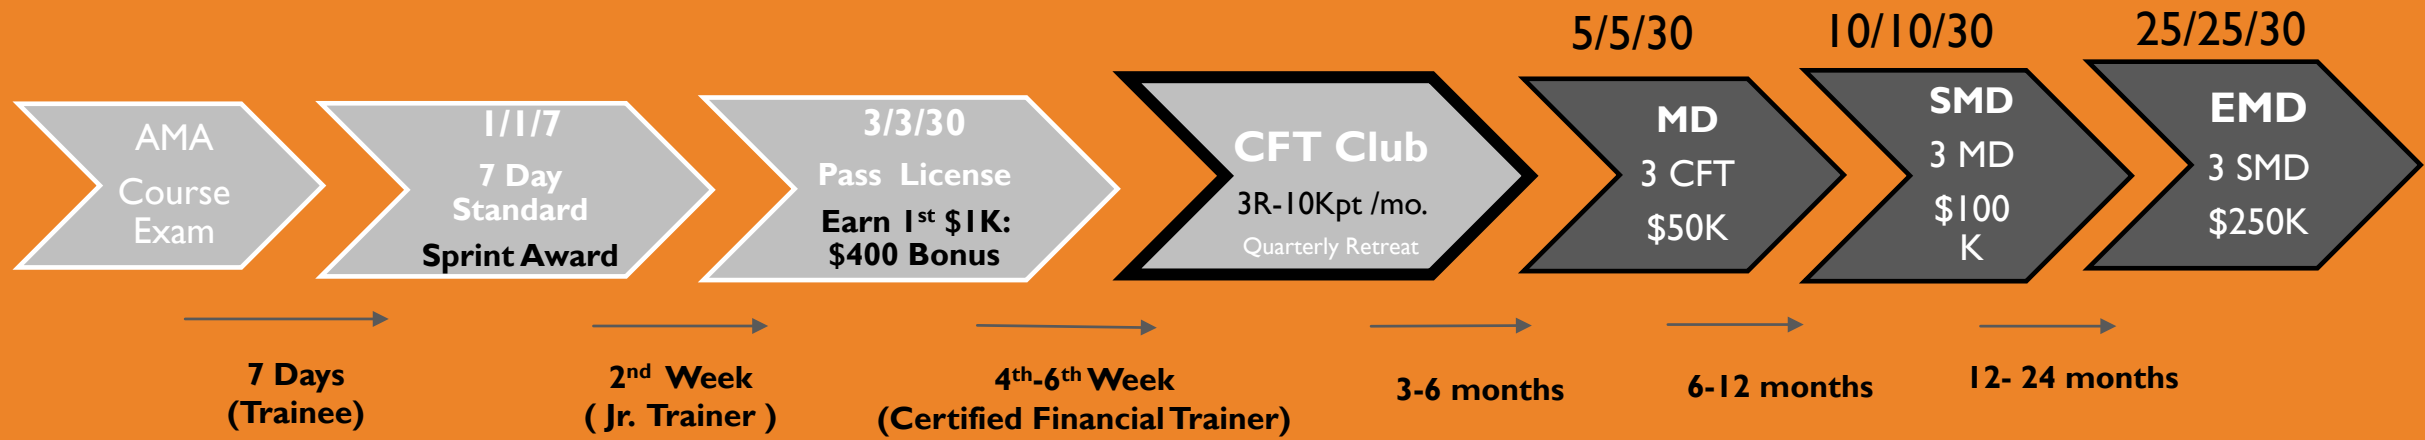 AMA
Course
Exam
1/1/7
7 Day
Standard
Sprint Award
3/3/30
Pass License
Earn 1st $1K:
$400 Bonus
CFT Club
3R-10Kpt /mo.
Quarterly Retreat
5/5/30
MD
3 CFT
$50K
10/10/30
SMD
3 MD
$100
K
25/25/30
EMD
3 SMD
$250K
7 Days
(Trainee)
2nd Week
( Jr. Trainer )
4th-6th Week
(Certified Financial Trainer)
3-6 months
6-12 months
12- 24 months